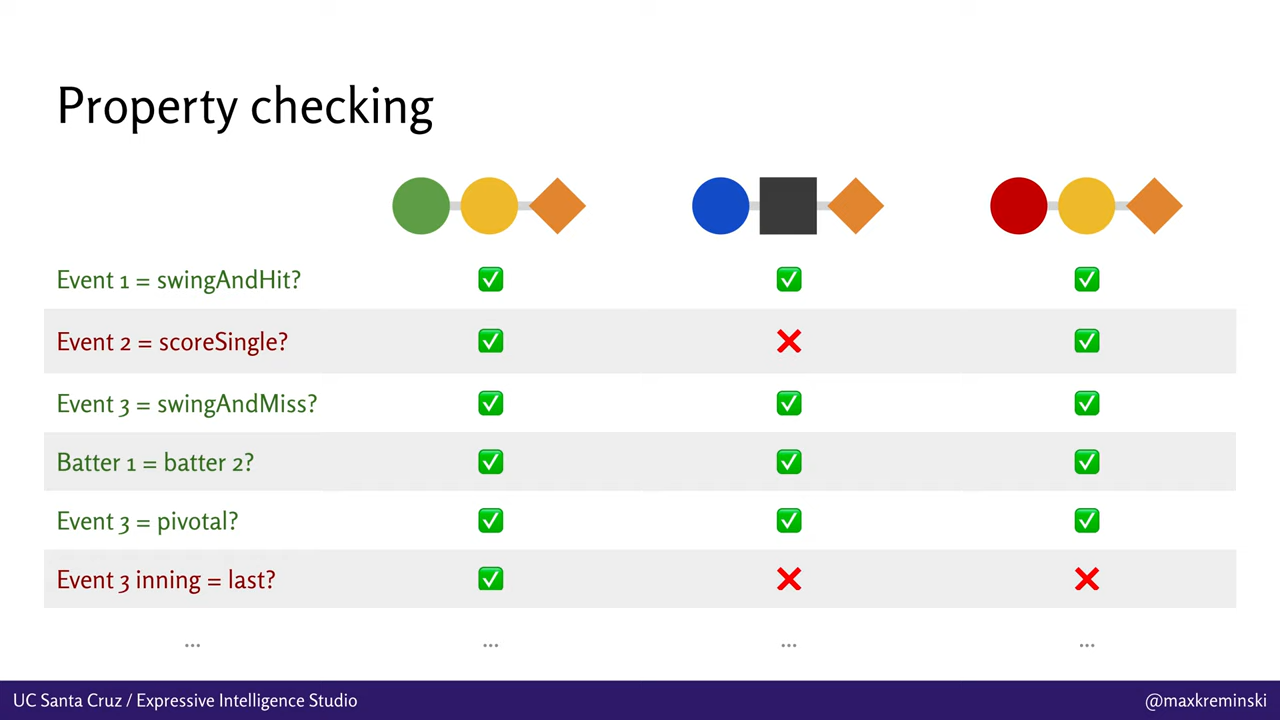 Property checking
Event 1 = swingAndHit?
Event 2 = scoreSingle?
Event 3 = swingAndMiss?
Batter 1 = batter 2?
Event 3 = pivotal?
Event 3 inning = last?
... ... ... ...
UC Santa Cruz / Expressive Intelligence Studio @maxkreminski